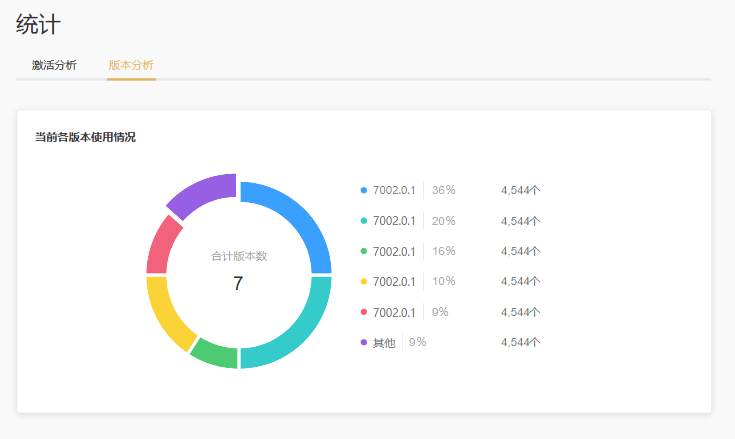 统计
激活分析 版本分析
当前各版本使用情况
合计版本数
7
7002.0.1 36% 4,544个
7002.0.1 20% 4,544个
7002.0.1 16% 4,544个
7002.0.1 10% 4,544个
7002.0.1 9% 4,544个
其他 9% 4,544个